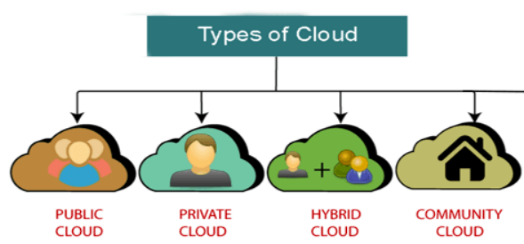 Types of Cloud
+
PUBLIC
CLOUD
PRIVATE
CLOUD
HYBRID
CLOUD
COMMUNITY
CLOUD